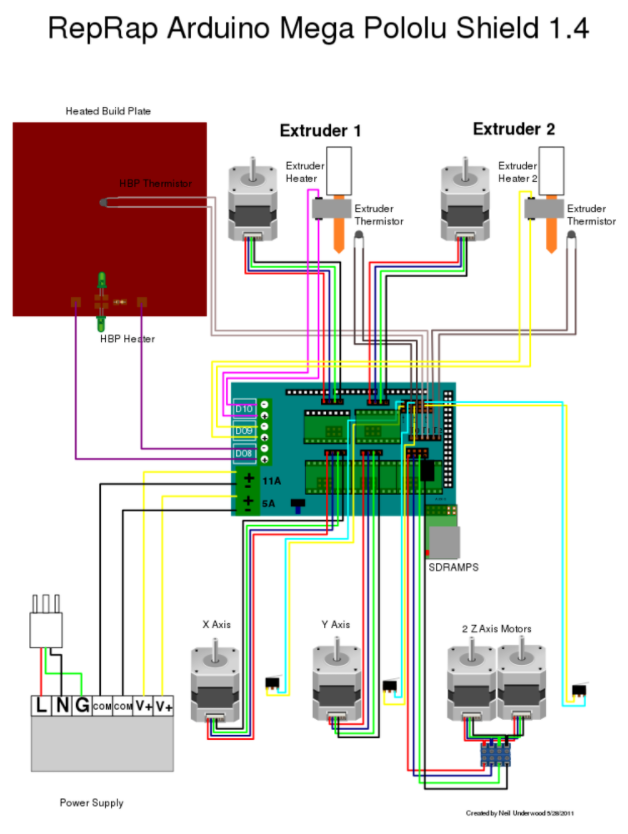 RepRap Arduino Mega Pololu Shield 1.4
Heated Build Plate
Extruder 1
Extruder 2
Extruder
Heater
Extruder
Heater 2
HBP Thermistor
Extruder
Thermistor
Extruder
Thermistor
HBP Heater
D10
D09
D08
11A
5A
SDRAMPS
X Axis
Y Axis
2 Z Axis Motors
L N G COM COM V+ V+
Power Supply
Created by Neil Underwood 5/28/2011